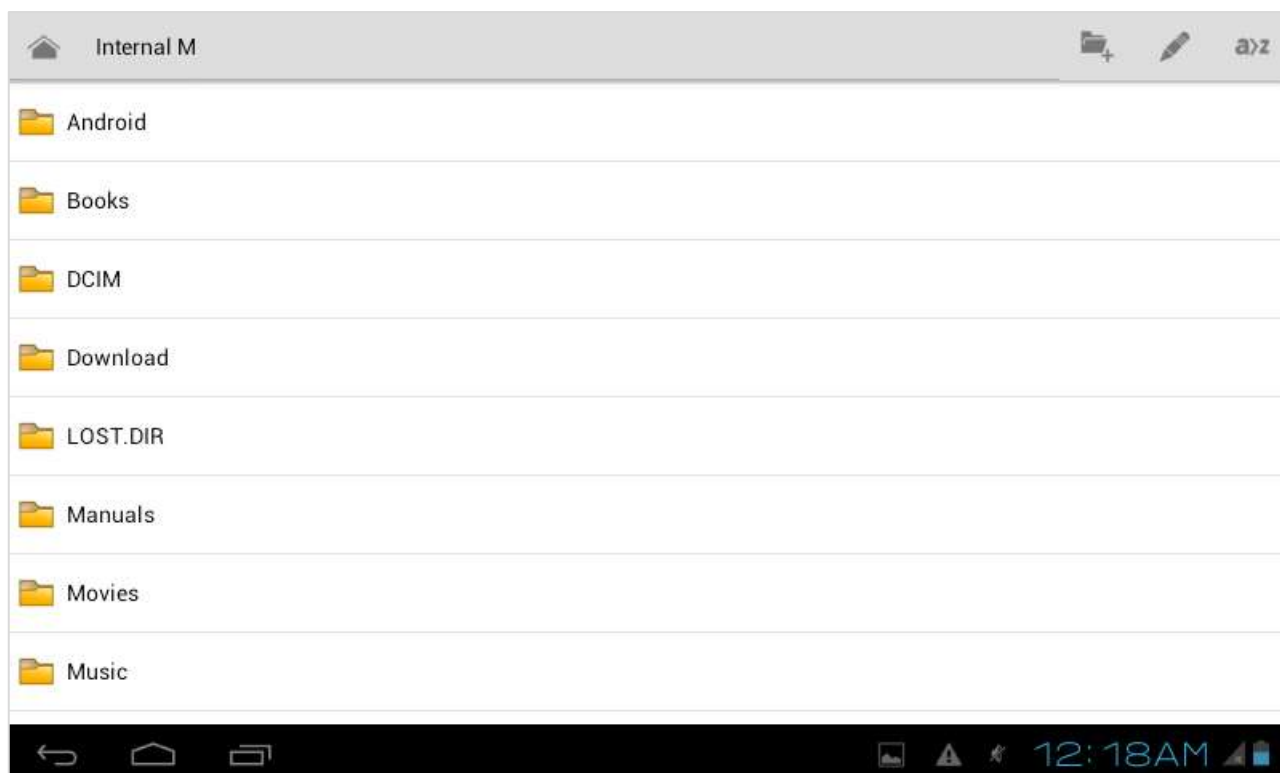 Internal M
a>z
Android
Books
DCIM
Download
LOST.DIR
Manuals
Movies
Music
12:18AM